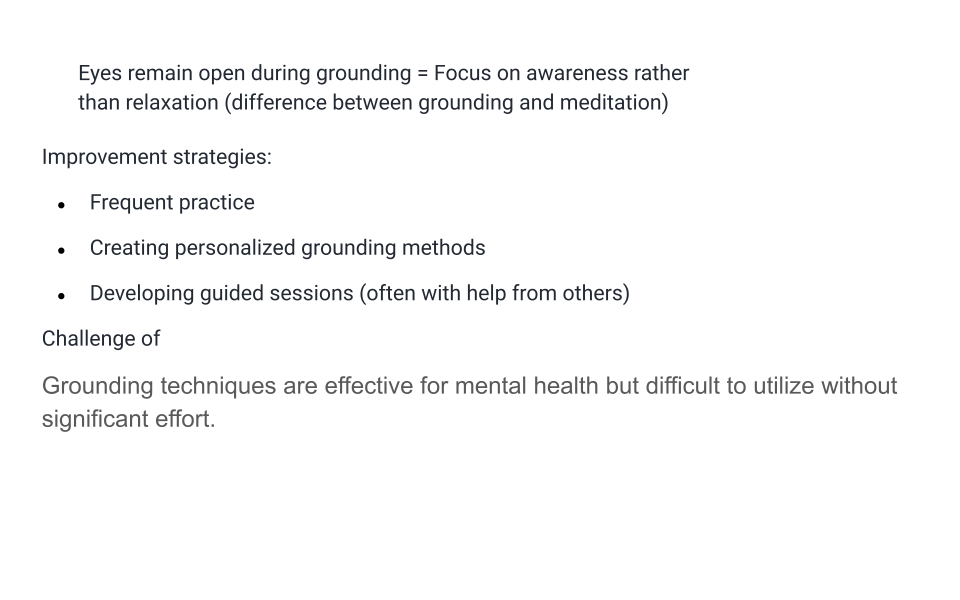 Eyes remain open during grounding = Focus on awareness rather
than relaxation (difference between grounding and meditation)
Improvement strategies:
● Frequent practice
● Creating personalized grounding methods
● Developing guided sessions (often with help from others)
Challenge of
Grounding techniques are effective for mental health but difficult to utilize without
significant effort.